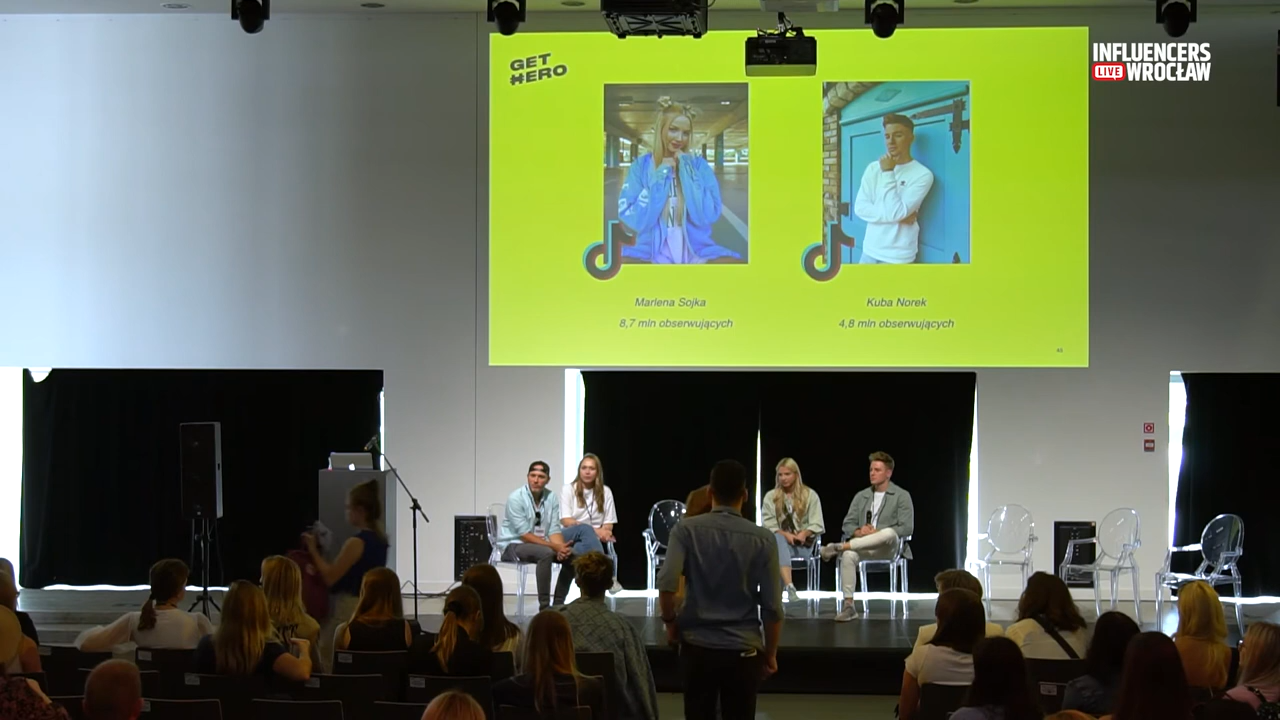 GET
HERO
INFLUENCERS
LIVE WROCŁAW
Marlena Sojka
8,7 mln obserwujących
Kuba Norek
4,8 mln obserwujących